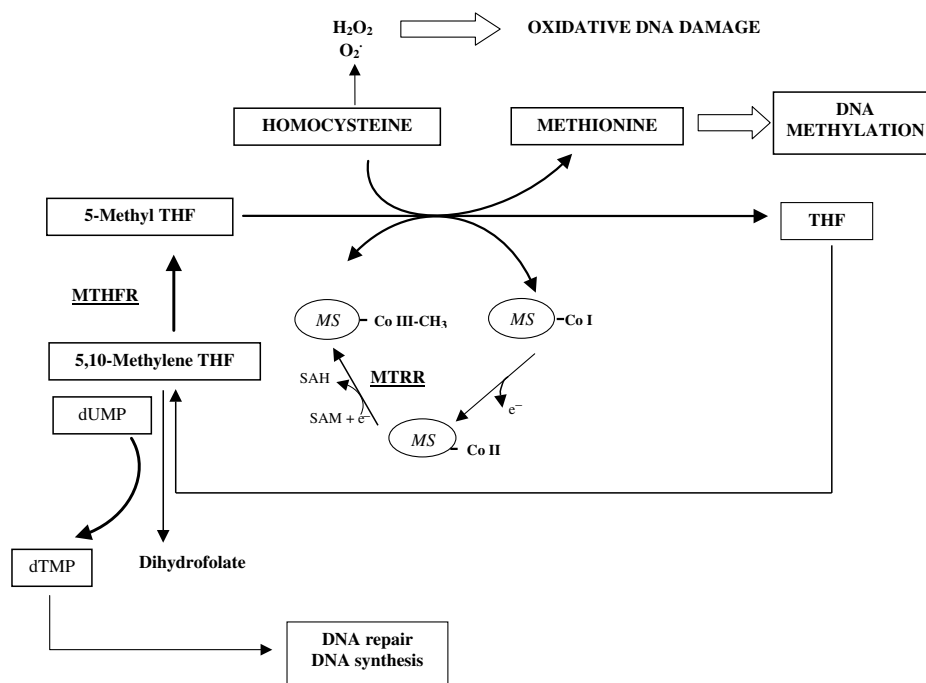 H₂O₂
O₂˙
OXIDATIVE DNA DAMAGE
HOMOCYSTEINE
METHIONINE
DNA
METHYLATION
5-Methyl THF
THF
MTHFR
MS
Co III-CH₃
MS
Co I
5,10-Methylene THF
SAH
MTRR
SAM + e⁻
e⁻
dUMP
MS
Co II
dTMP
Dihydrofolate
DNA repair
DNA synthesis